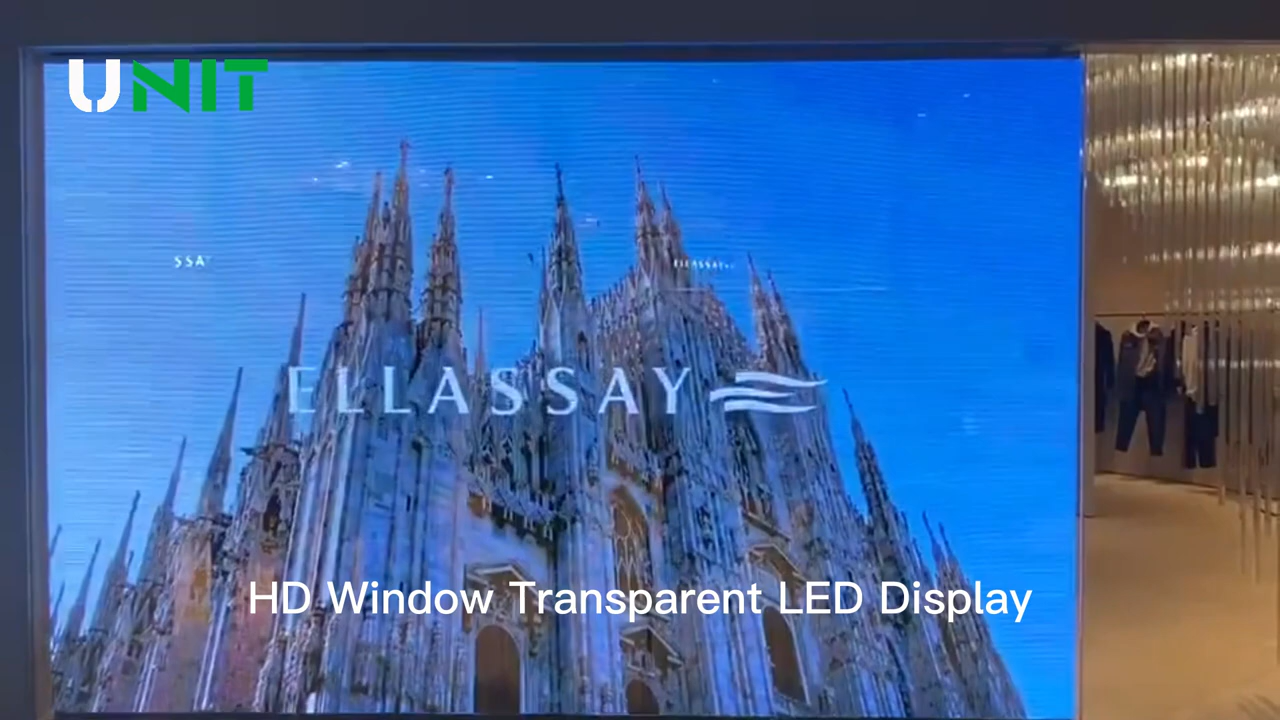 UNIT
SSA
ELLASSAY
ELLASSAY
HD Window Transparent LED Display